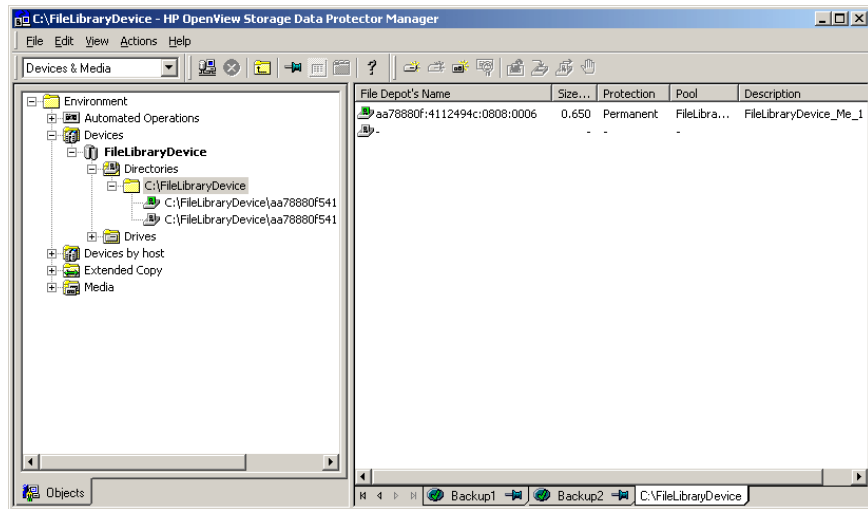 C:\FileLibraryDevice - HP OpenView Storage Data Protector Manager
File Edit View Actions Help
Devices & Media
Environment
Automated Operations
Devices
FileLibraryDevice
Directories
C:\FileLibraryDevice
C:\FileLibraryDevice\aa78880f541
C:\FileLibraryDevice\aa78880f541
Drives
Devices by host
Extended Copy
Media
Objects
File Depot's Name Size... Protection Pool Description
aa78880f:4112494c:0808:0006 0.650 Permanent FileLibra... FileLibraryDevice_Me_1
- - - -
Backup1 Backup2 C:\FileLibraryDevice